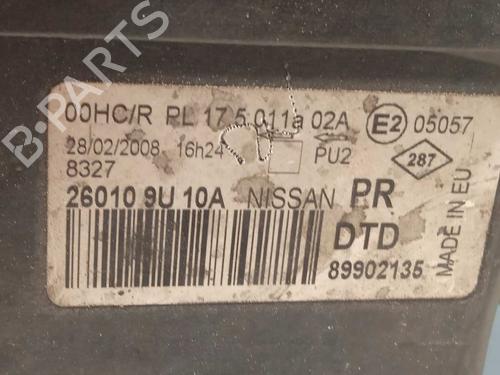 B-PARTS
00HC/R PL 17.5 011a 02A E2 05057
28/02/2008 16h24 PU2 287
8327
26010 9U 10A NISSAN PR
DTD
89902135
MADE IN EU